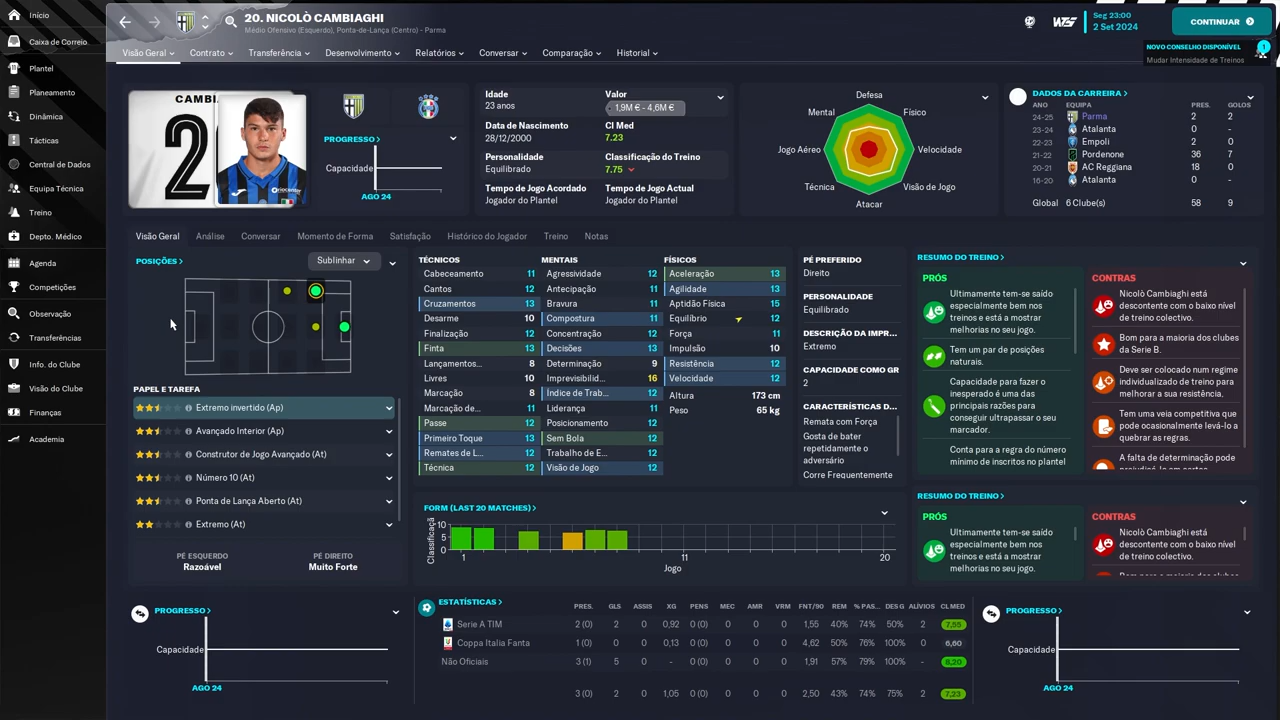 Início
Caixa de Correio
Plantel
Planeamento
Dinâmica
Tácticas
Central de Dados
Equipa Técnica
Treino
Depto. Médico
Agenda
Competições
Observação
Transferências
Info. do Clube
Visão do Clube
Finanças
Academia
20. NICOLÒ CAMBIAGHI
Médio Ofensivo (Esquerdo), Ponta-de-Lança (Centro) - Parma
Seg 23:00
2 Set 2024
CONTINUAR
NOVO CONSELHO DISPONÍVEL
1
Mudar Intensidade de Treinos
Visão Geral
Contrato
Transferência
Desenvolvimento
Relatórios
Conversar
Comparação
Historial
CAMBI
2
PROGRESSO
Capacidade
AGO 24
Idade
23 anos
Data de Nascimento
28/12/2000
Personalidade
Equilibrado
Tempo de Jogo Acordado
Jogador do Plantel
Valor
1,9M € - 4,6M €
Cl Med
7.23
Classificação do Treino
7.75
Tempo de Jogo Actual
Jogador do Plantel
Defesa
Mental
Físico
Jogo Aéreo
Velocidade
Técnica
Visão de Jogo
Atacar
DADOS DA CARREIRA
ANO EQUIPA PRES. GOLOS
24-25 Parma 2 2
23-24 Atalanta 0 -
22-23 Empoli 2 0
21-22 Pordenone 36 7
20-21 AC Reggiana 18 0
16-20 Atalanta 0 -
Global 6 Clube(s) 58 9
Visão Geral
Análise
Conversar
Momento de Forma
Satisfação
Histórico do Jogador
Treino
Notas
POSIÇÕES
Sublinhar
PAPEL E TAREFA
Extremo invertido (Ap)
Avançado Interior (Ap)
Construtor de Jogo Avançado (At)
Número 10 (At)
Ponta de Lança Aberto (At)
Extremo (At)
PÉ ESQUERDO
Razoável
PÉ DIREITO
Muito Forte
TÉCNICOS
Cabeceamento 11
Cantos 12
Cruzamentos 13
Desarme 10
Finalização 12
Finta 13
Lançamentos... 8
Livres 10
Marcação 8
Marcação de... 11
Passe 12
Primeiro Toque 13
Remates de L... 12
Técnica 12
MENTAIS
Agressividade 12
Antecipação 11
Bravura 11
Compostura 11
Concentração 12
Decisões 13
Determinação 9
Imprevisibilid... 16
Indice de Trab... 12
Liderança 11
Posicionamento 12
Sem Bola 12
Trabalho de E... 12
Visão de Jogo 12
FÍSICOS
Aceleração 13
Agilidade 13
Aptidão Física 15
Equilíbrio 12
Força 11
Impulsão 10
Resistência 12
Velocidade 12
Altura 173 cm
Peso 65 kg
PÉ PREFERIDO
Direito
PERSONALIDADE
Equilibrado
DESCRIÇÃO DA IMPR...
Extremo
CAPACIDADE COMO GR
2
CARACTERÍSTICAS D...
Remata com Força
Gosta de bater
repetidamente o
adversário
Corre Frequentemente
RESUMO DO TREINO
PRÓS
Ultimamente tem-se saído
especialmente bem nos
treinos e está a mostrar
melhorias no seu jogo.
Tem um par de posições
naturais.
Capacidade para fazer o
inesperado é uma das
principais razões para
conseguir ultrapassar o seu
marcador.
Conta para a regra do número
mínimo de inscritos no plantel
CONTRAS
Nicolò Cambiaghi está
descontente com o baixo nível
de treino colectivo.
Bom para a maioria dos clubes
da Serie B.
Deve ser colocado num regime
individualizado de treino para
melhorar a sua resistência.
Tem uma veia competitiva que
pode ocasionalmente levá-lo a
quebrar as regras.
A falta de determinação pode
FORM (LAST 20 MATCHES)
Classificaçã
10
5
0
1
11
20
Jogo
RESUMO DO TREINO
PRÓS
Ultimamente tem-se saído
especialmente bem nos
treinos e está a mostrar
melhorias no seu jogo.
CONTRAS
Nicolò Cambiaghi está
descontente com o baixo nível
de treino colectivo.
PROGRESSO
Capacidade
AGO 24
ESTATÍSTICAS
PRES. GLS ASSIS XG PENS MEC AMR VRM FNT/90 REM % PAS... DES G ALÍVIOS CL MED
Serie A TIM 2 (0) 2 0 0,92 0 (0) 0 0 0 1,55 40% 74% 50% 2 7,55
Coppa Italia Fanta 1 (0) 0 0 0,13 0 (0) 0 0 0 4,62 50% 76% 100% 0 6,60
Não Oficiais 3 (1) 5 0 - 0 (0) 0 0 0 1,91 57% 79% 100% - 8,20
3 (0) 2 0 1,05 0 (0) 0 0 0 2,50 43% 74% 75% 2 7,23
PROGRESSO
Capacidade
AGO 24